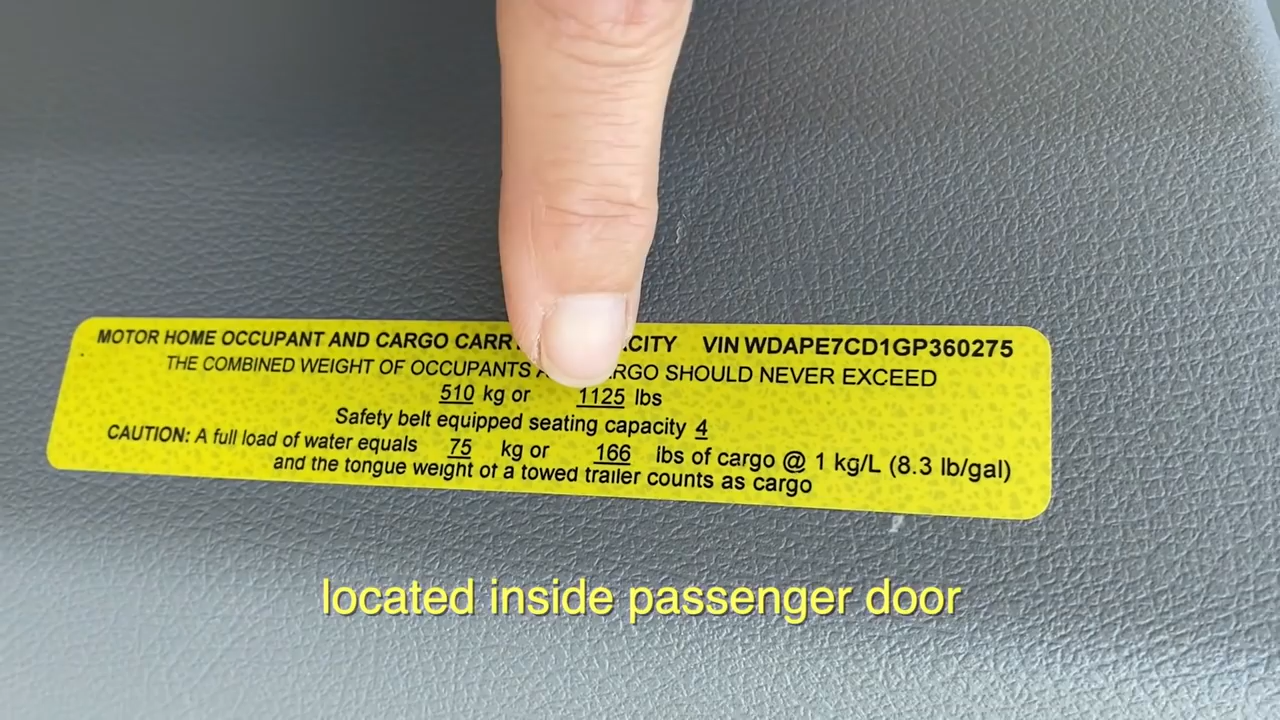 MOTOR HOME OCCUPANT AND CARGO CARR CITY VIN WDAPE7CD1GP360275
THE COMBINED WEIGHT OF OCCUPANTS RGO SHOULD NEVER EXCEED
510 kg or 1125 lbs
Safety belt equipped seating capacity 4
CAUTION: A full load of water equals 75 kg or 166 lbs of cargo @ 1 kg/L (8.3 lb/gal)
and the tongue weight of a towed trailer counts as cargo
located inside passenger door